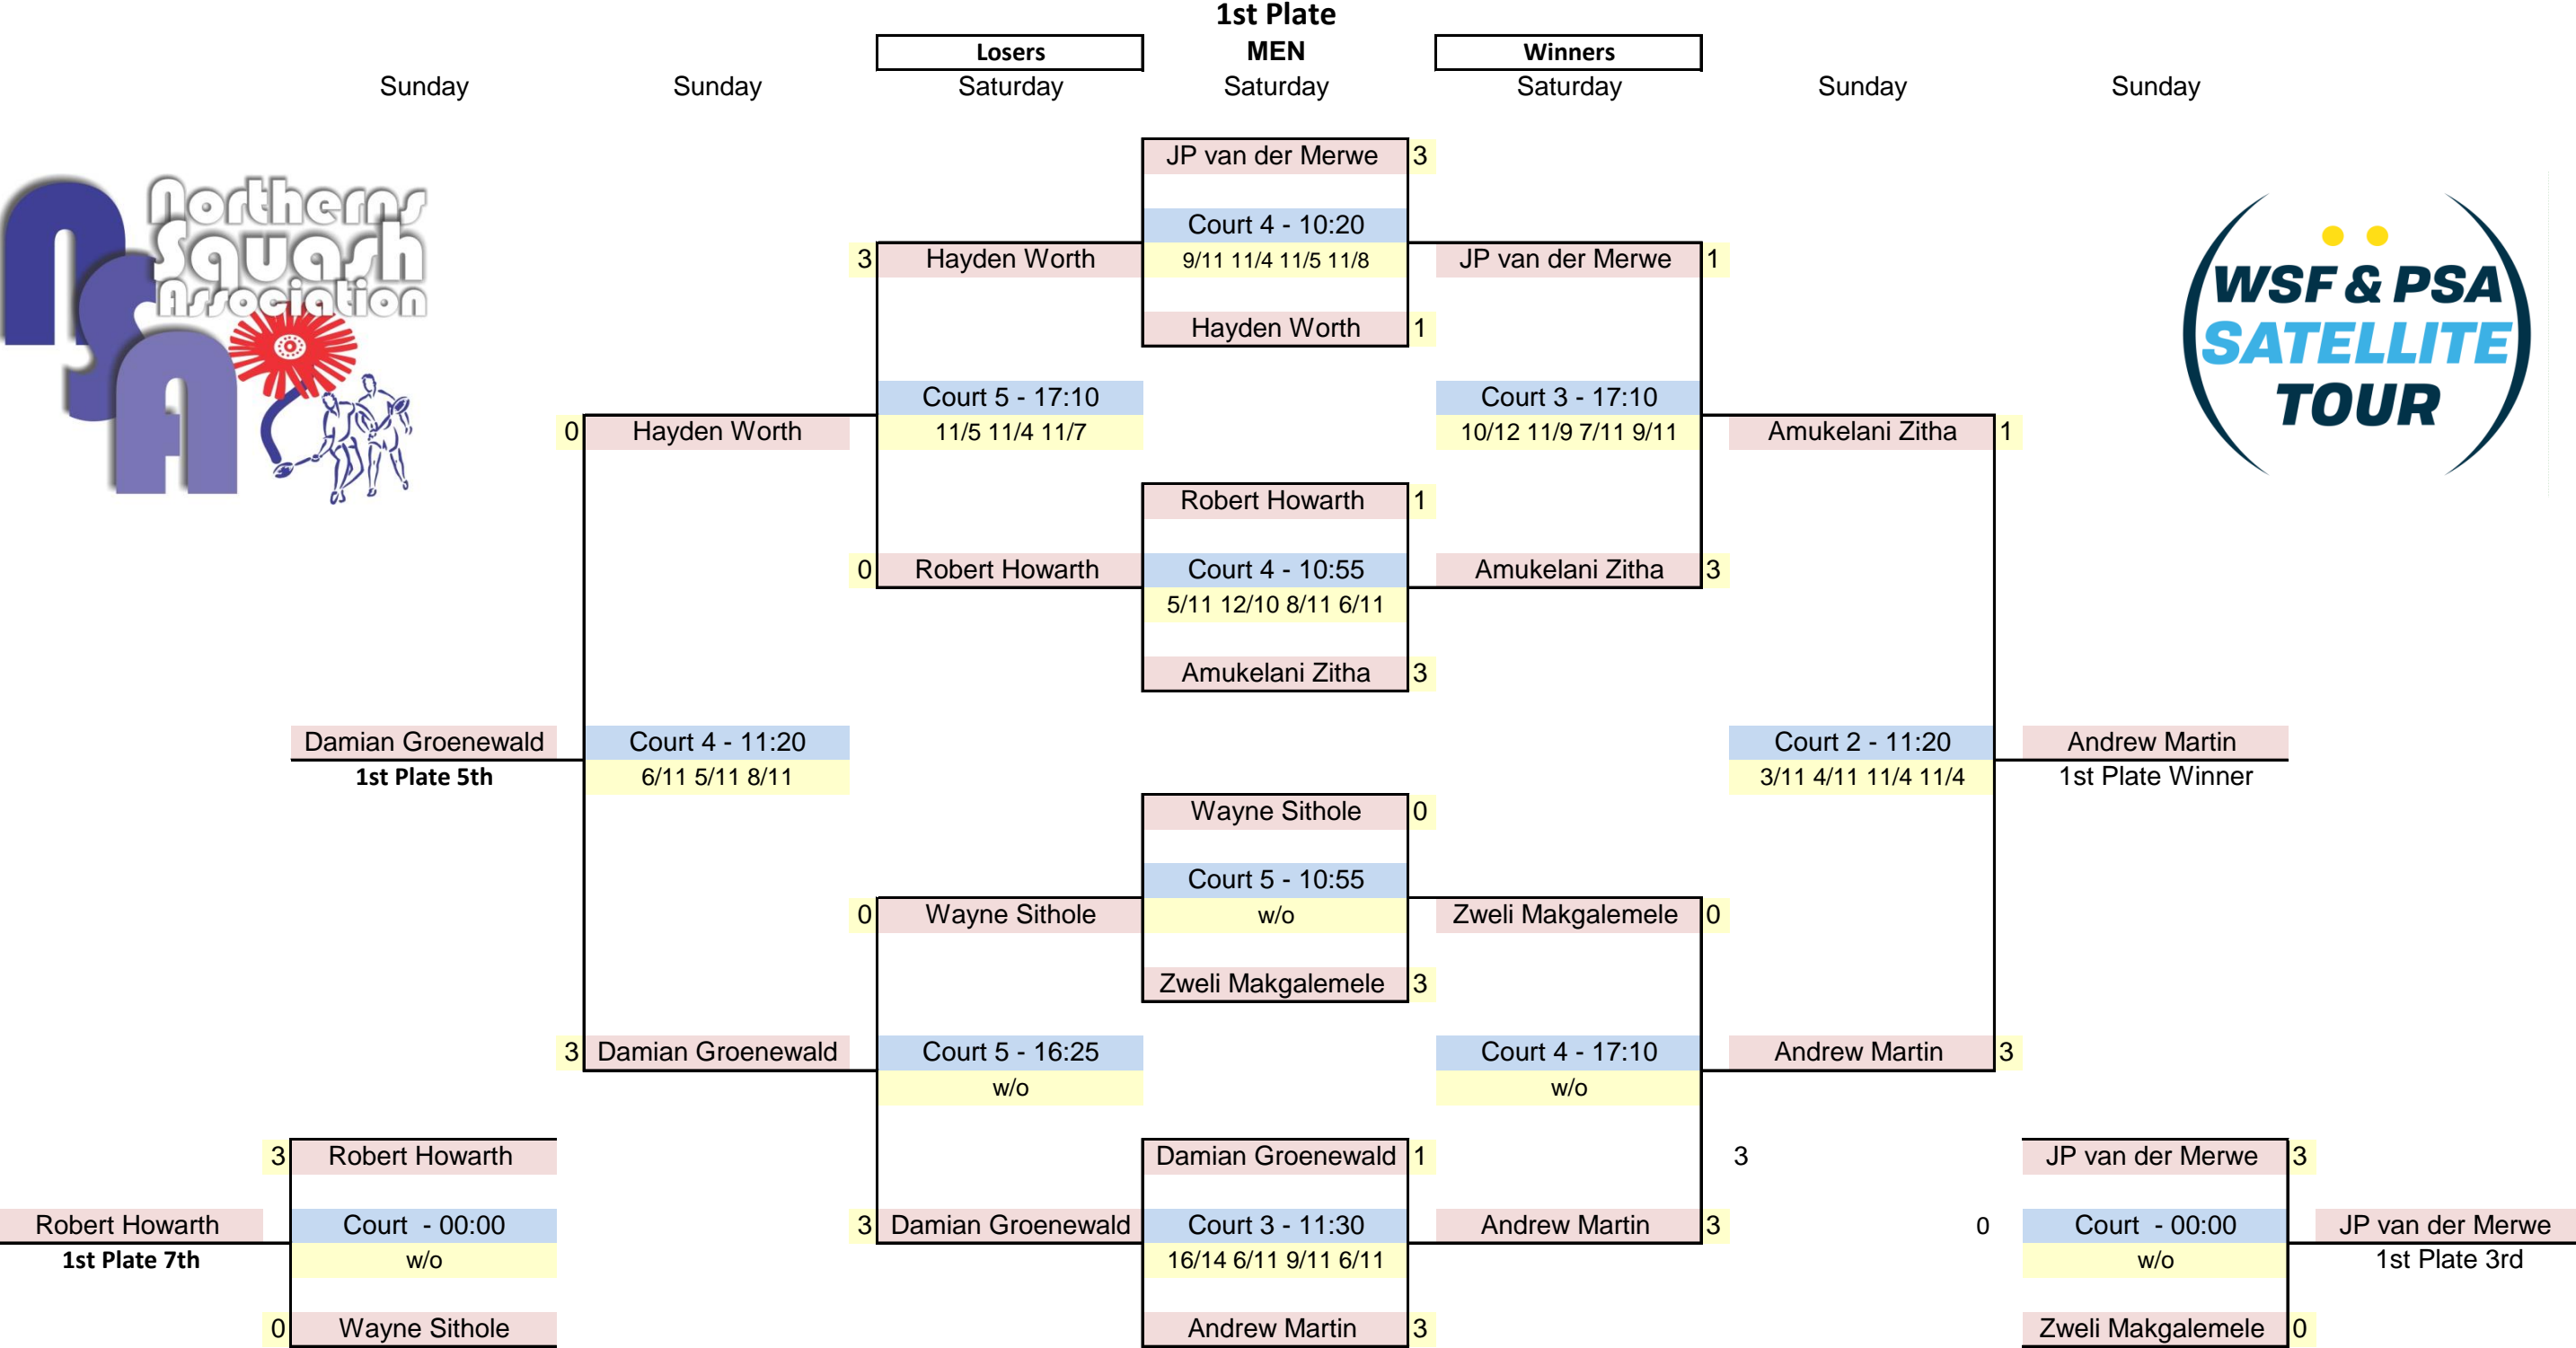 1st Plate
Losers MEN Winners
Sunday Sunday Saturday Saturday Saturday Sunday Sunday
JP van der Merwe 3
Northerns
Squash
Association
NSA
Court 4 - 10:20
3 Hayden Worth 9/11 11/4 11/5 11/8 JP van der Merwe 1
WSF & PSA
SATELLITE
TOUR
Hayden Worth 1
Court 5 - 17:10 Court 3 - 17:10
0 Hayden Worth 11/5 11/4 11/7 10/12 11/9 7/11 9/11 Amukelani Zitha 1
Robert Howarth 1
0 Robert Howarth Court 4 - 10:55 Amukelani Zitha 3
5/11 12/10 8/11 6/11
Amukelani Zitha 3
Damian Groenewald Court 4 - 11:20 Court 2 - 11:20 Andrew Martin
1st Plate 5th 6/11 5/11 8/11 3/11 4/11 11/4 11/4 1st Plate Winner
Wayne Sithole 0
Court 5 - 10:55
0 Wayne Sithole w/o Zweli Makgalemele 0
Zweli Makgalemele 3
3 Damian Groenewald Court 5 - 16:25 Court 4 - 17:10 Andrew Martin 3
w/o w/o
3 Robert Howarth Damian Groenewald 1 3 JP van der Merwe 3
Robert Howarth Court - 00:00 3 Damian Groenewald Court 3 - 11:30 Andrew Martin 3 0 Court - 00:00 JP van der Merwe
1st Plate 7th w/o 16/14 6/11 9/11 6/11 w/o 1st Plate 3rd
0 Wayne Sithole Andrew Martin 3 Zweli Makgalemele 0